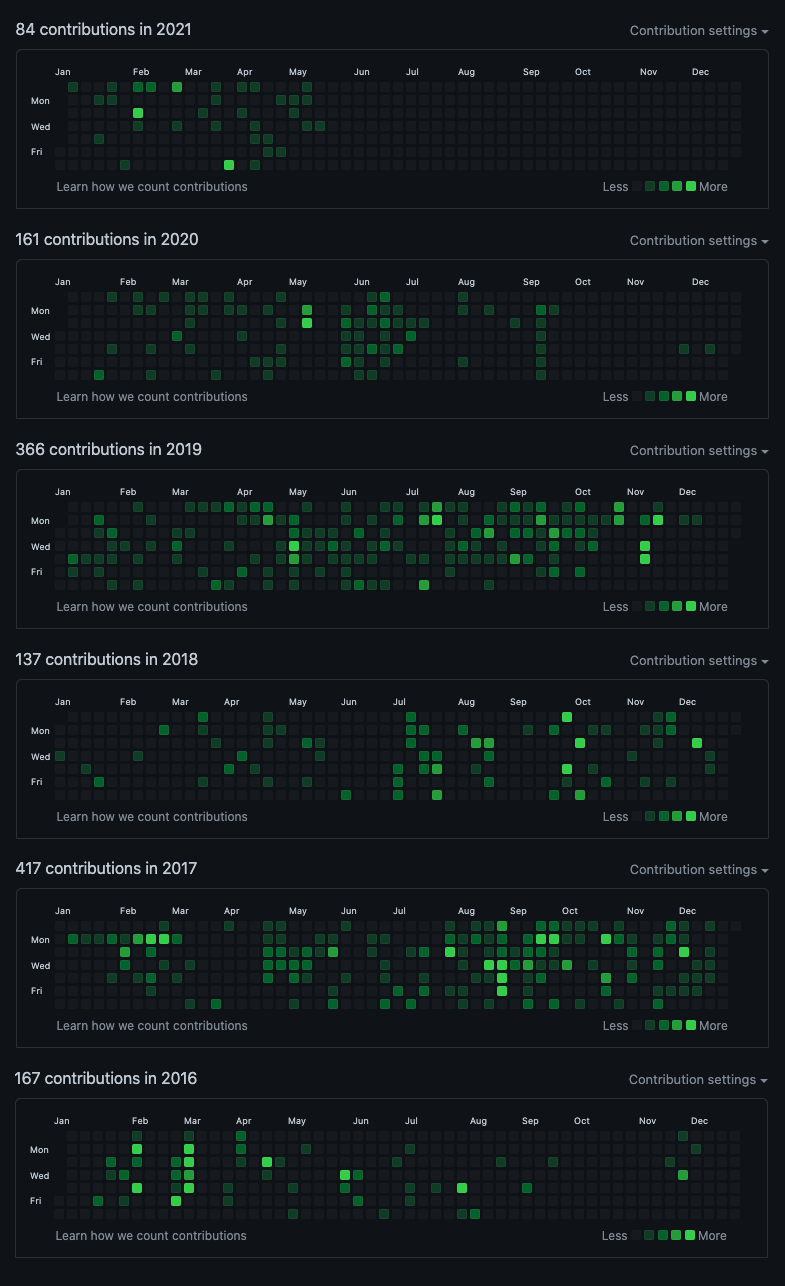 84 contributions in 2021 Contribution settings
Jan Feb Mar Apr May Jun Jul Aug Sep Oct Nov Dec
Mon
Wed
Fri
Learn how we count contributions Less More
161 contributions in 2020 Contribution settings
Jan Feb Mar Apr May Jun Jul Aug Sep Oct Nov Dec
Mon
Wed
Fri
Learn how we count contributions Less More
366 contributions in 2019 Contribution settings
Jan Feb Mar Apr May Jun Jul Aug Sep Oct Nov Dec
Mon
Wed
Fri
Learn how we count contributions Less More
137 contributions in 2018 Contribution settings
Jan Feb Mar Apr May Jun Jul Aug Sep Oct Nov Dec
Mon
Wed
Fri
Learn how we count contributions Less More
417 contributions in 2017 Contribution settings
Jan Feb Mar Apr May Jun Jul Aug Sep Oct Nov Dec
Mon
Wed
Fri
Learn how we count contributions Less More
167 contributions in 2016 Contribution settings
Jan Feb Mar Apr May Jun Jul Aug Sep Oct Nov Dec
Mon
Wed
Fri
Learn how we count contributions Less More